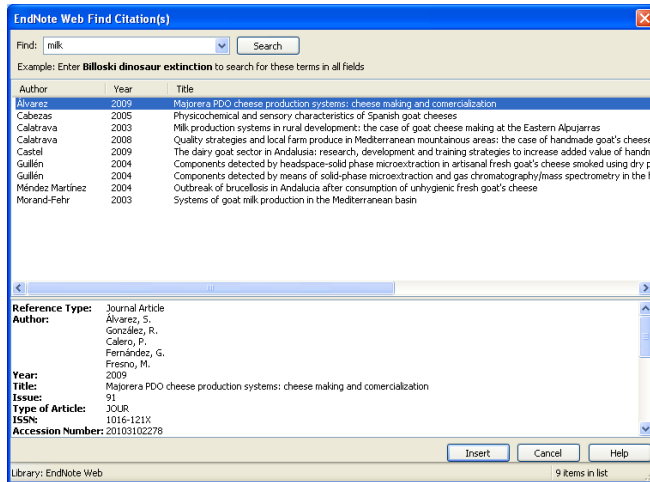 EndNote Web Find Citation(s)
Find: milk Search
Example: Enter Billoski dinosaur extinction to search for these terms in all fields
Author Year Title
Álvarez 2009 Majorera PDO cheese production systems: cheese making and comercialization
Cabezas 2005 Physicochemical and sensory characteristics of Spanish goat cheeses
Calatrava 2003 Milk production systems in rural development: the case of goat cheese making at the Eastern Alpujarras
Calatrava 2008 Quality strategies and local farm produce in Mediterranean mountainous areas: the case of handmade goat's cheese
Castel 2009 The dairy goat sector in Andalusia: research, development and training strategies to increase added value of handm
Guillén 2004 Components detected by headspace-solid phase microextraction in artisanal fresh goat's cheese smoked using dry p
Guillén 2004 Components detected by means of solid-phase microextraction and gas chromatography/mass spectrometry in the h
Méndez Martínez 2004 Outbreak of brucellosis in Andalucia after consumption of unhygienic fresh goat's cheese
Morand-Fehr 2003 Systems of goat milk production in the Mediterranean basin
Reference Type: Journal Article
Author: Álvarez, S.
González, R.
Calero, P.
Fernández, G.
Fresno, M.
Year: 2009
Title: Majorera PDO cheese production systems: cheese making and comercialization
Issue: 91
Type of Article: JOUR
ISSN: 1016-121X
Accession Number: 20103102278
Insert Cancel Help
Library: EndNote Web 9 items in list